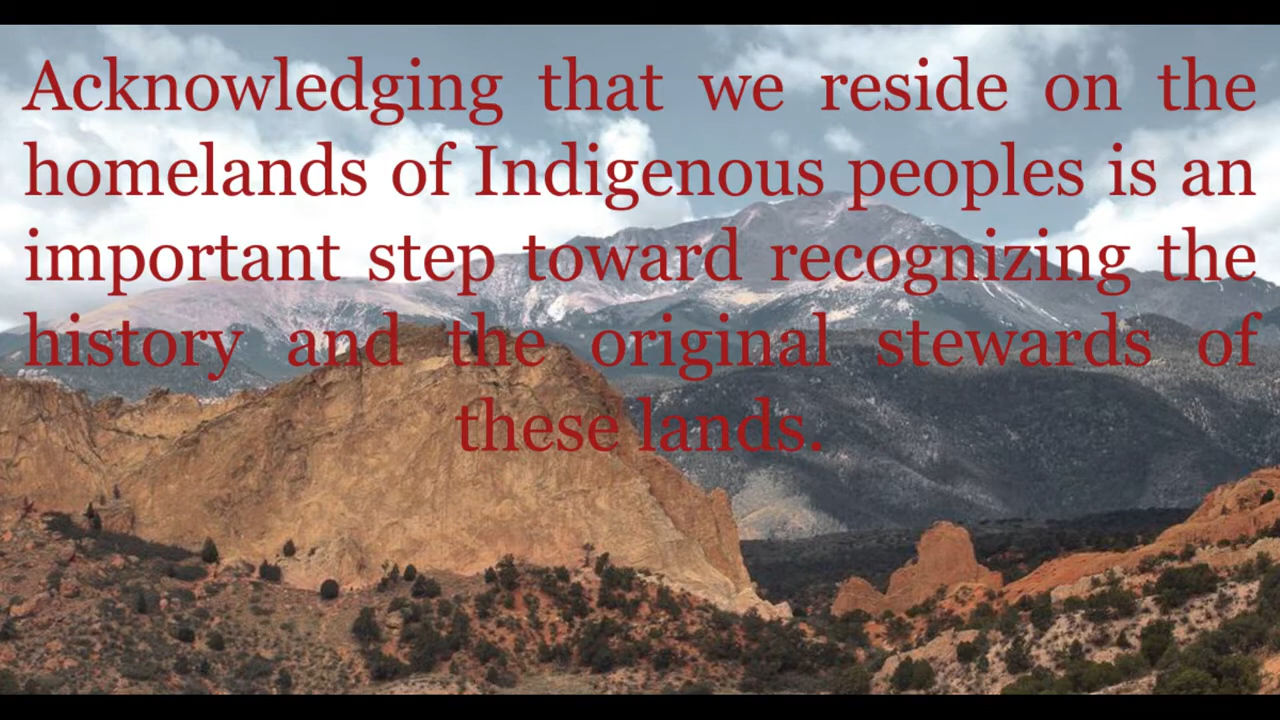 Acknowledging that we reside on the
homelands of Indigenous peoples is an
important step toward recognizing the
history and the original stewards of
these lands.